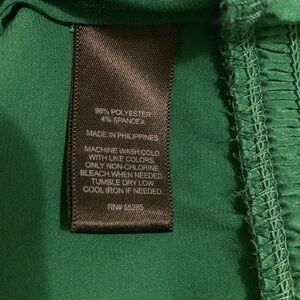 96% POLYESTER
4% SPANDEX
MADE IN PHILIPPINES
MACHINE WASH COLD
WITH LIKE COLORS.
ONLY NON-CHLORINE
BLEACH WHEN NEEDED.
TUMBLE DRY LOW.
COOL IRON IF NEEDED.
RN# 55285